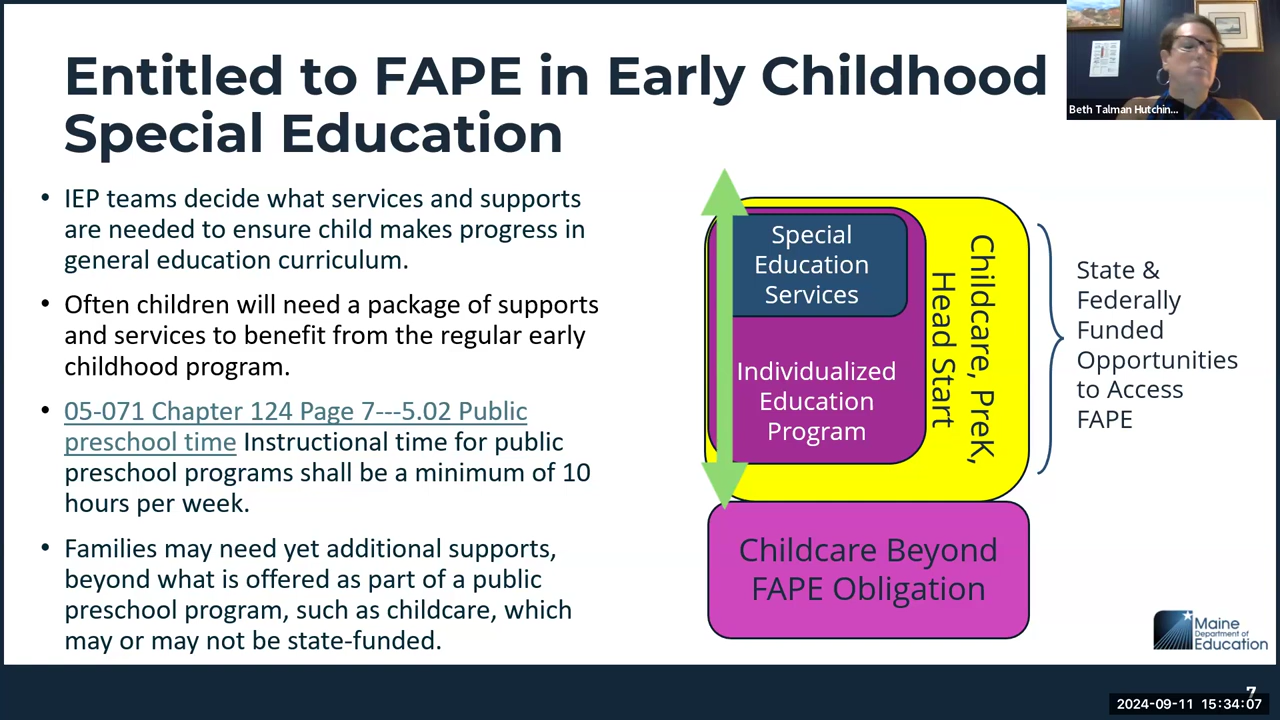 Entitled to FAPE in Early Childhood
Special Education
Beth Talman Hutchin...
• IEP teams decide what services and supports
are needed to ensure child makes progress in
general education curriculum.
• Often children will need a package of supports
and services to benefit from the regular early
childhood program.
• 05-071 Chapter 124 Page 7---5.02 Public
preschool time Instructional time for public
preschool programs shall be a minimum of 10
hours per week.
• Families may need yet additional supports,
beyond what is offered as part of a public
preschool program, such as childcare, which
may or may not be state-funded.
Special
Education
Services
Individualized
Education
Program
Childcare, PreK,
Head Start
State &
Federally
Funded
Opportunities
to Access
FAPE
Childcare Beyond
FAPE Obligation
Maine
Department of
Education
7
2024-09-11 15:34:07